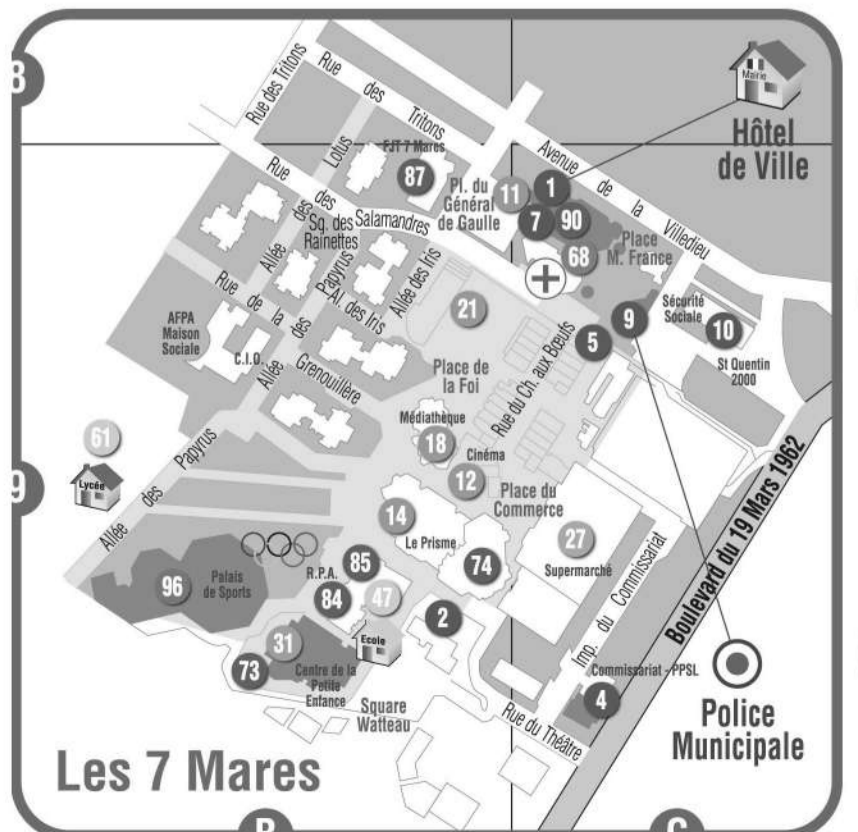 8
Rue des Tritons
Rue des Tritons
Mairie
Hôtel
de Ville
Lotus
FJT 7 Mares
87
11
1
Avenue de la Villedieu
Pl. du
Général
de Gaulle
7
90
Place
M. France
68
Rue des Salamandres
Sq. des
Rainettes
Allée des
Papyrus
Allée des Iris
Al. des Iris
21
Sécurité
Sociale
9
10
5
St Quentin
2000
AFPA
Maison
Sociale
C.I.O.
Rue de la Grenouillère
Allée des
Place de
la Foi
Rue du Ch. aux Bœufs
Médiathèque
18
Cinéma
12
Place du
Commerce
61
Lycée
9
Allée des Papyrus
14
Le Prisme
74
27
Supermarché
Imp. du Commissariat
Boulevard du 19 Mars 1962
96
Palais
de Sports
R.P.A.
85
84
47
Ecole
2
31
73
Centre de la
Petite
Enfance
Square
Watteau
Commissariat - PPSL
4
Rue du Théâtre
Police
Municipale
Les 7 Mares
B
C